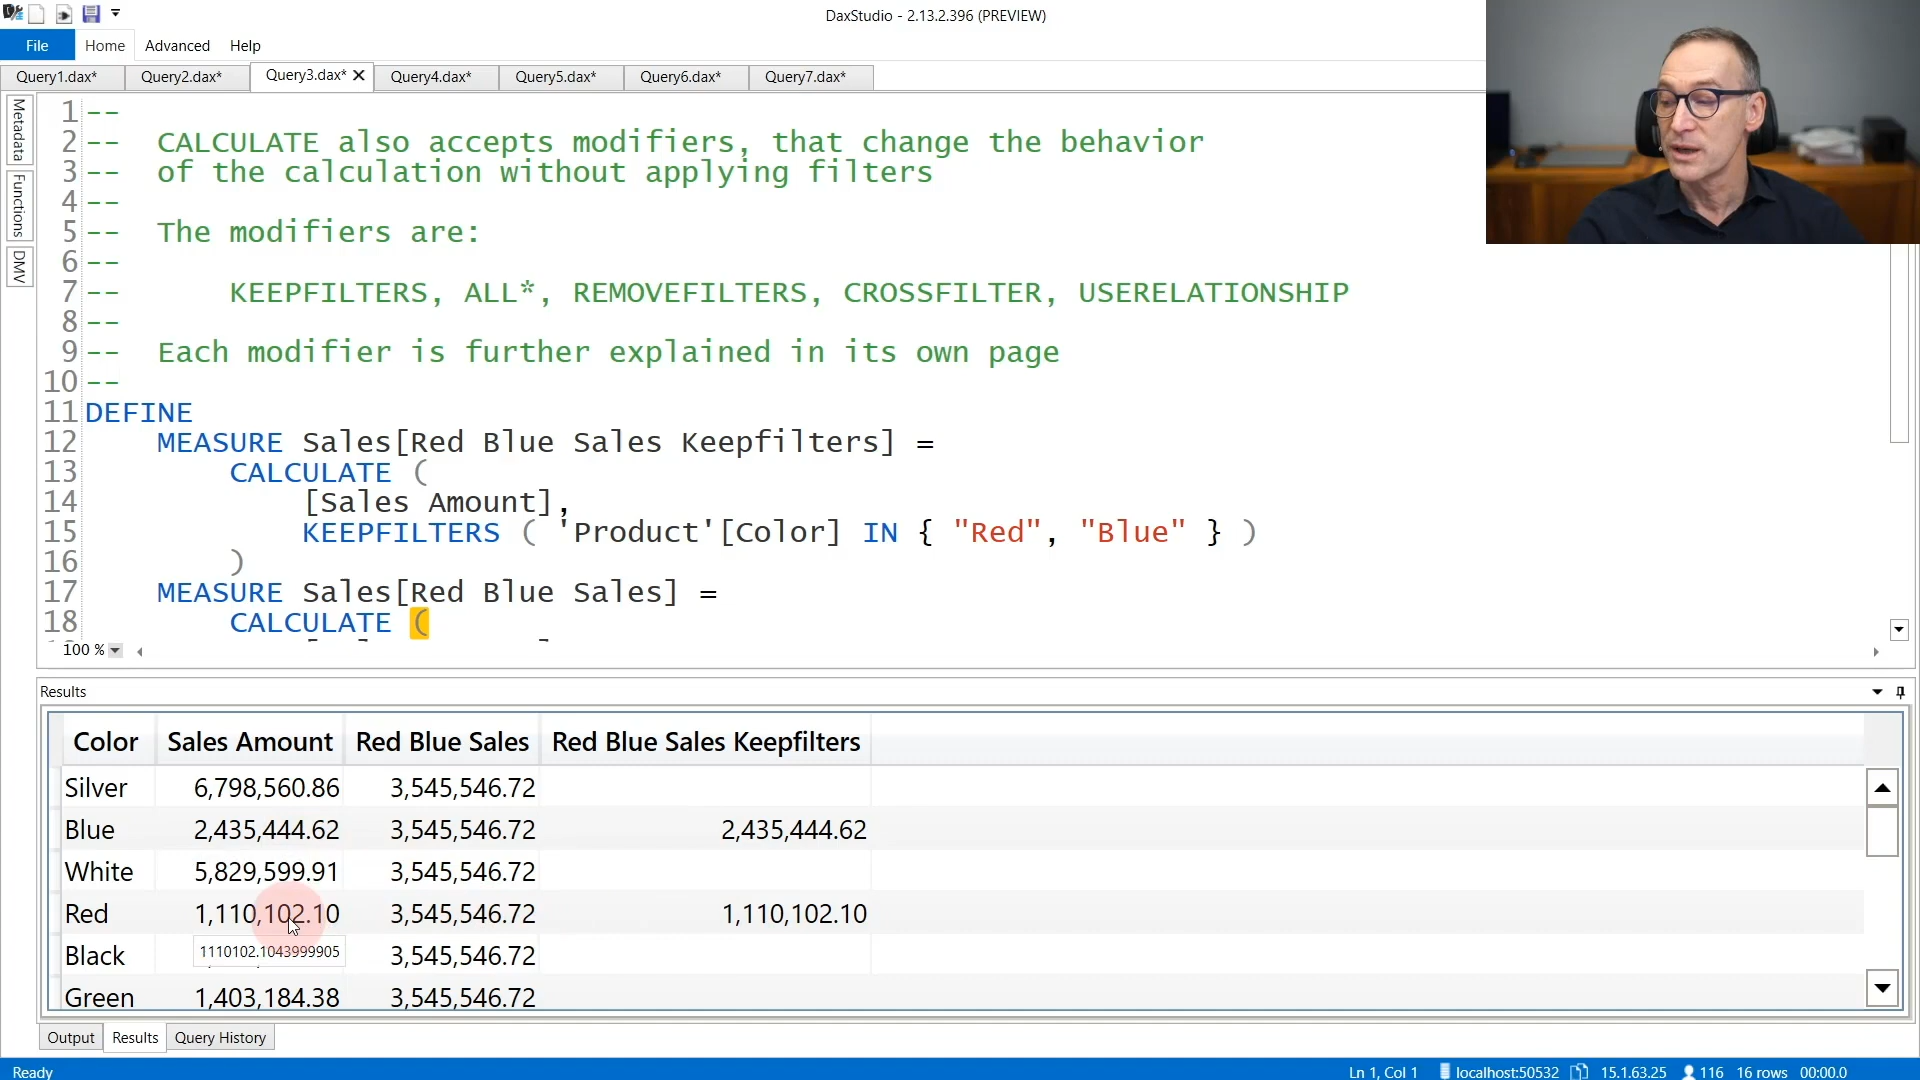 DaxStudio - 2.13.2.396 (PREVIEW)
File Home Advanced Help
Query1.dax* Query2.dax* Query3.dax* Query4.dax* Query5.dax* Query6.dax* Query7.dax*
Metadata
Functions
DMV
1 --
2 -- CALCULATE also accepts modifiers, that change the behavior
3 -- of the calculation without applying filters
4 --
5 -- The modifiers are:
6 --
7 -- KEEPFILTERS, ALL*, REMOVEFILTERS, CROSSFILTER, USERELATIONSHIP
8 --
9 -- Each modifier is further explained in its own page
10 --
11 DEFINE
12 MEASURE Sales[Red Blue Sales Keepfilters] =
13 CALCULATE (
14 [Sales Amount],
15 KEEPFILTERS ( 'Product'[Color] IN { "Red", "Blue" } )
16 )
17 MEASURE Sales[Red Blue Sales] =
18 CALCULATE (
100 %
Results
Color Sales Amount Red Blue Sales Red Blue Sales Keepfilters
Silver 6,798,560.86 3,545,546.72
Blue 2,435,444.62 3,545,546.72 2,435,444.62
White 5,829,599.91 3,545,546.72
Red 1,110,102.10 3,545,546.72 1,110,102.10
Black 3,545,546.72
1110102.1043999905
Green 1,403,184.38 3,545,546.72
Output Results Query History
Ready Ln 1, Col 1 localhost:50532 15.1.63.25 116 16 rows 00:00.0